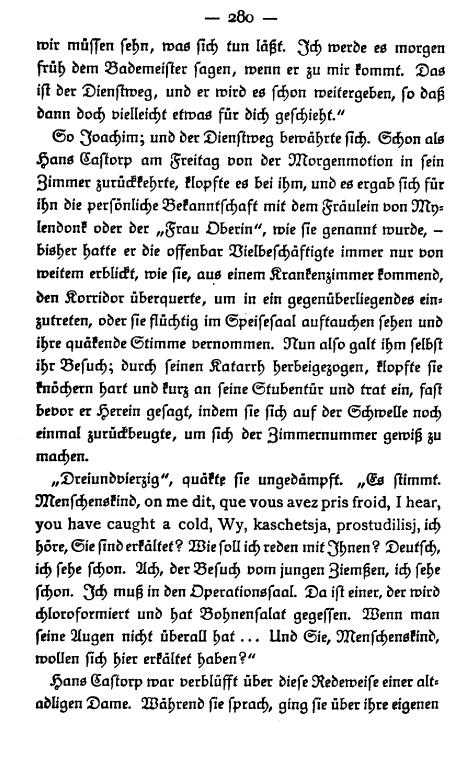 — 280 —
wir müssen sehn, was sich tun läßt. Ich werde es morgen
früh dem Bademeister sagen, wenn er zu mir kommt. Das
ist der Dienstweg, und er wird es schon weitergeben, so daß
dann doch vielleicht etwas für dich geschieht.“
So Joachim; und der Dienstweg bewährte sich. Schon als
Hans Castorp am Freitag von der Morgenmotion in sein
Zimmer zurückkehrte, klopfte es bei ihm, und es ergab sich für
ihn die persönliche Bekanntschaft mit dem Fräulein von My-
lendonk oder der „Frau Oberin“, wie sie genannt wurde, –
bisher hatte er die offenbar Vielbeschäftigte immer nur von
weitem erblickt, wie sie, aus einem Krankenzimmer kommend,
den Korridor überquerte, um in ein gegenüberliegendes ein-
zutreten, oder sie flüchtig im Speisesaal auftauchen sehen und
ihre quäkende Stimme vernommen. Nun also galt ihm selbst
ihr Besuch; durch seinen Katarrh herbeigezogen, klopfte sie
knöchern hart und kurz an seine Stubentür und trat ein, fast
bevor er Herein gesagt, indem sie sich auf der Schwelle noch
einmal zurückbeugte, um sich der Zimmernummer gewiß zu
machen.
„Dreiundvierzig“, quäkte sie ungedämpft. „Es stimmt.
Menschenskind, on me dit, que vous avez pris froid, I hear,
you have caught a cold, Wy, kaschetsja, prostudilisj, ich
höre, Sie sind erkältet? Wie soll ich reden mit Ihnen? Deutsch,
ich sehe schon. Ach, der Besuch vom jungen Ziemßen, ich sehe
schon. Ich muß in den Operationssaal. Da ist einer, der wird
chloroformiert und hat Bohnensalat gegessen. Wenn man
seine Augen nicht überall hat ... Und Sie, Menschenskind,
wollen sich hier erkältet haben?“
Hans Castorp war verblüfft über diese Redeweise einer alt-
adligen Dame. Während sie sprach, ging sie über ihre eigenen